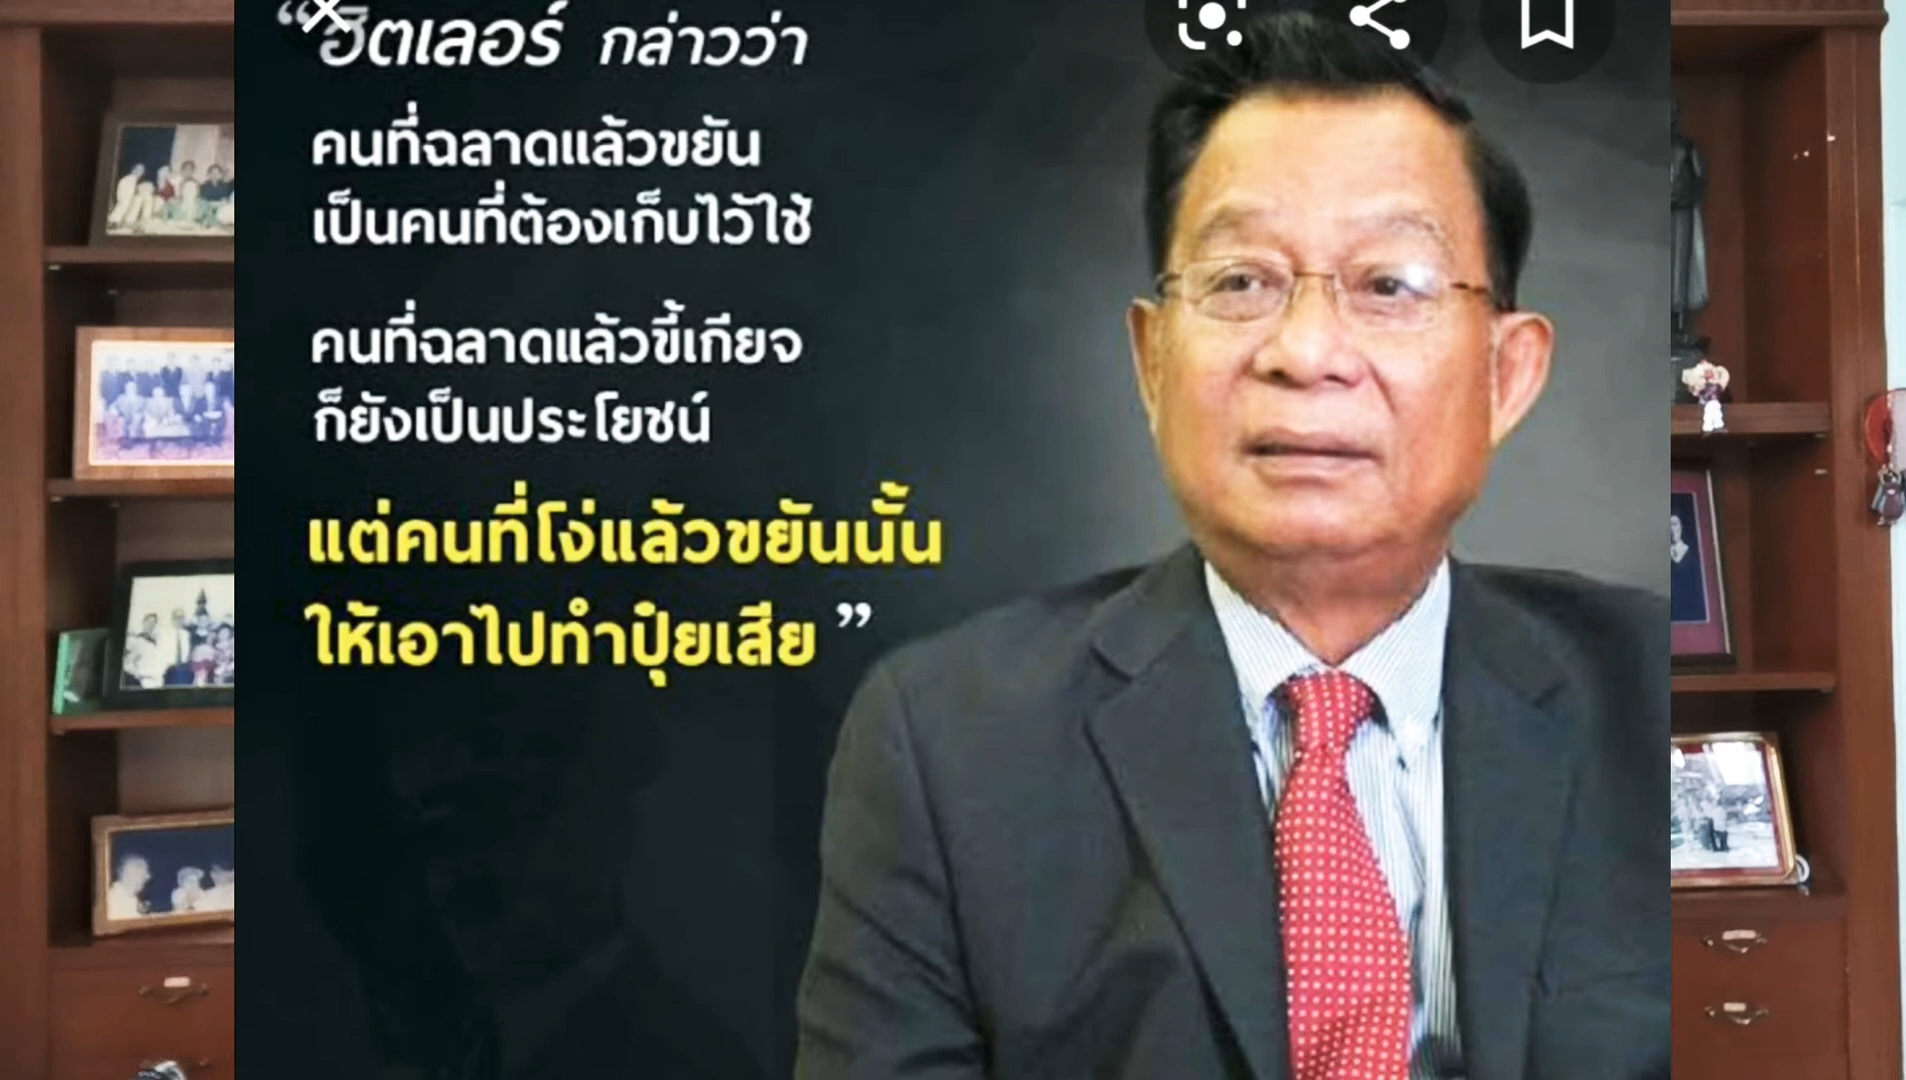 “ฮิตเลอร์ กล่าวว่า
คนที่ฉลาดแล้วขยัน
เป็นคนที่ต้องเก็บไว้ใช้
คนที่ฉลาดแล้วขี้เกียจ
ก็ยังเป็นประโยชน์
แต่คนที่โง่แล้วขยันนั้น
ให้เอาไปทำปุ๋ยเสีย ”